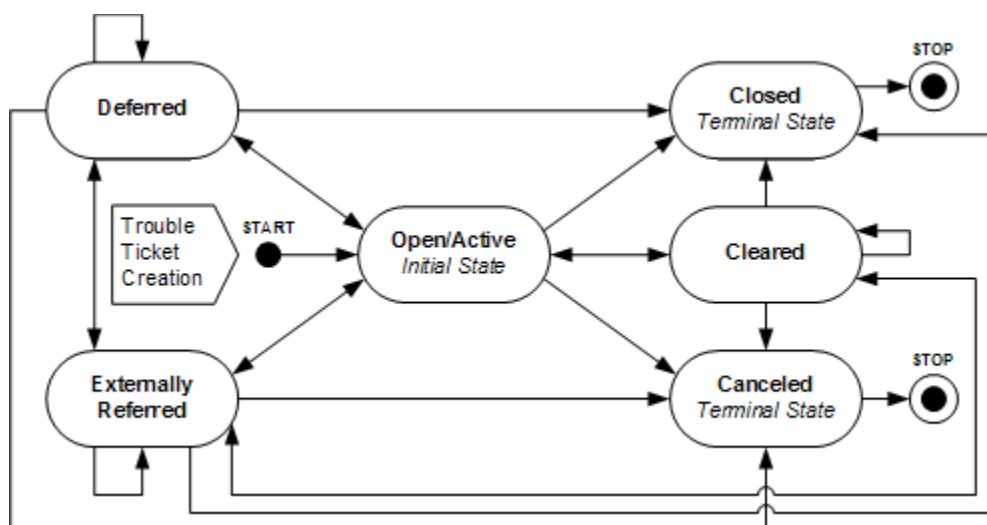 Deferred
Closed
Terminal State
STOP
Trouble
Ticket
Creation
START
Open/Active
Initial State
Cleared
Externally
Referred
Canceled
Terminal State
STOP